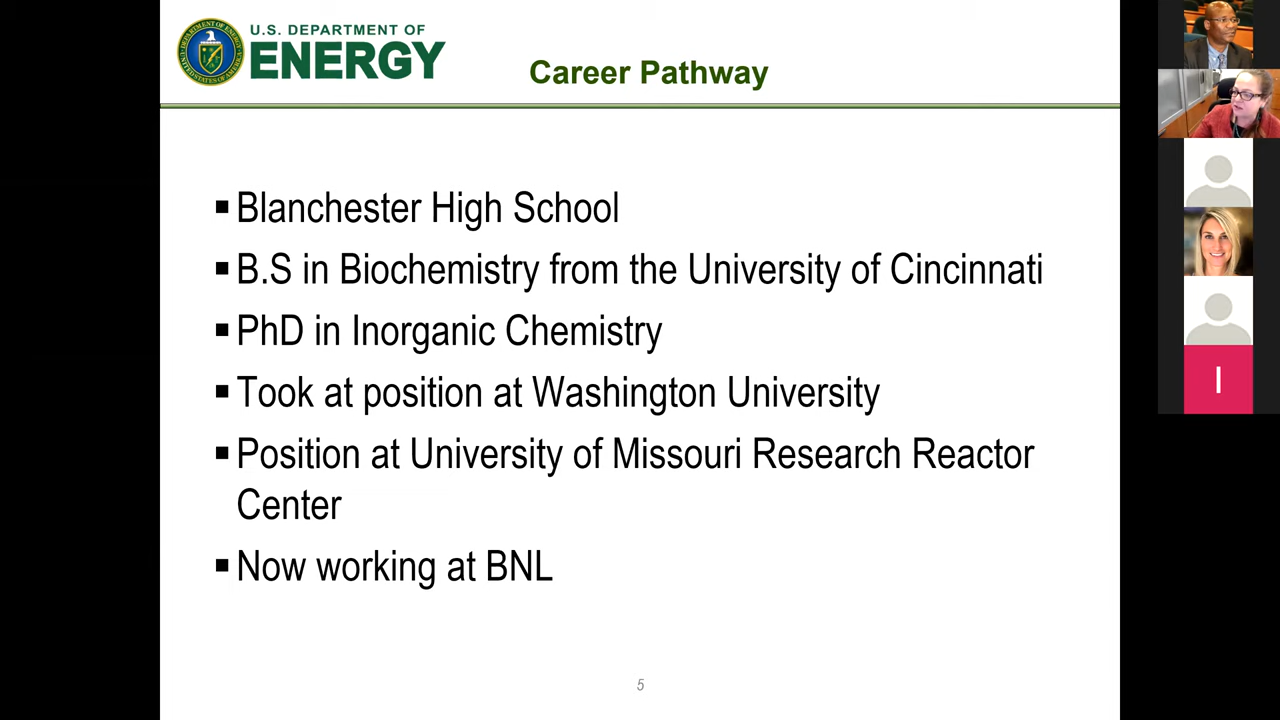 U.S. DEPARTMENT OF
ENERGY
Career Pathway
▪Blanchester High School
▪B.S in Biochemistry from the University of Cincinnati
▪PhD in Inorganic Chemistry
▪Took at position at Washington University
▪Position at University of Missouri Research Reactor
Center
▪Now working at BNL
5
I